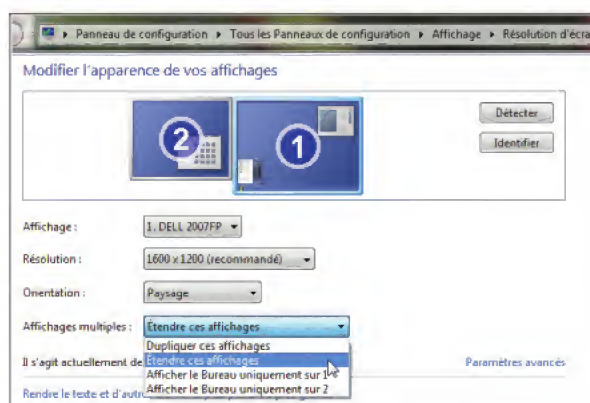 Panneau de configuration ▸ Tous les Panneaux de configuration ▸ Affichage ▸ Résolution d'écra
Modifier l'apparence de vos affichages
2
1
Détecter
Identifier
Affichage : 1. DELL 2007FP
Résolution : 1600 x 1200 (recommandé)
Orientation : Paysage
Affichages multiples : Étendre ces affichages
Dupliquer ces affichages
Il s'agit actuellement de Étendre ces affichages Paramètres avancés
Afficher le Bureau uniquement sur 1
Rendre le texte et d'autr Afficher le Bureau uniquement sur 2